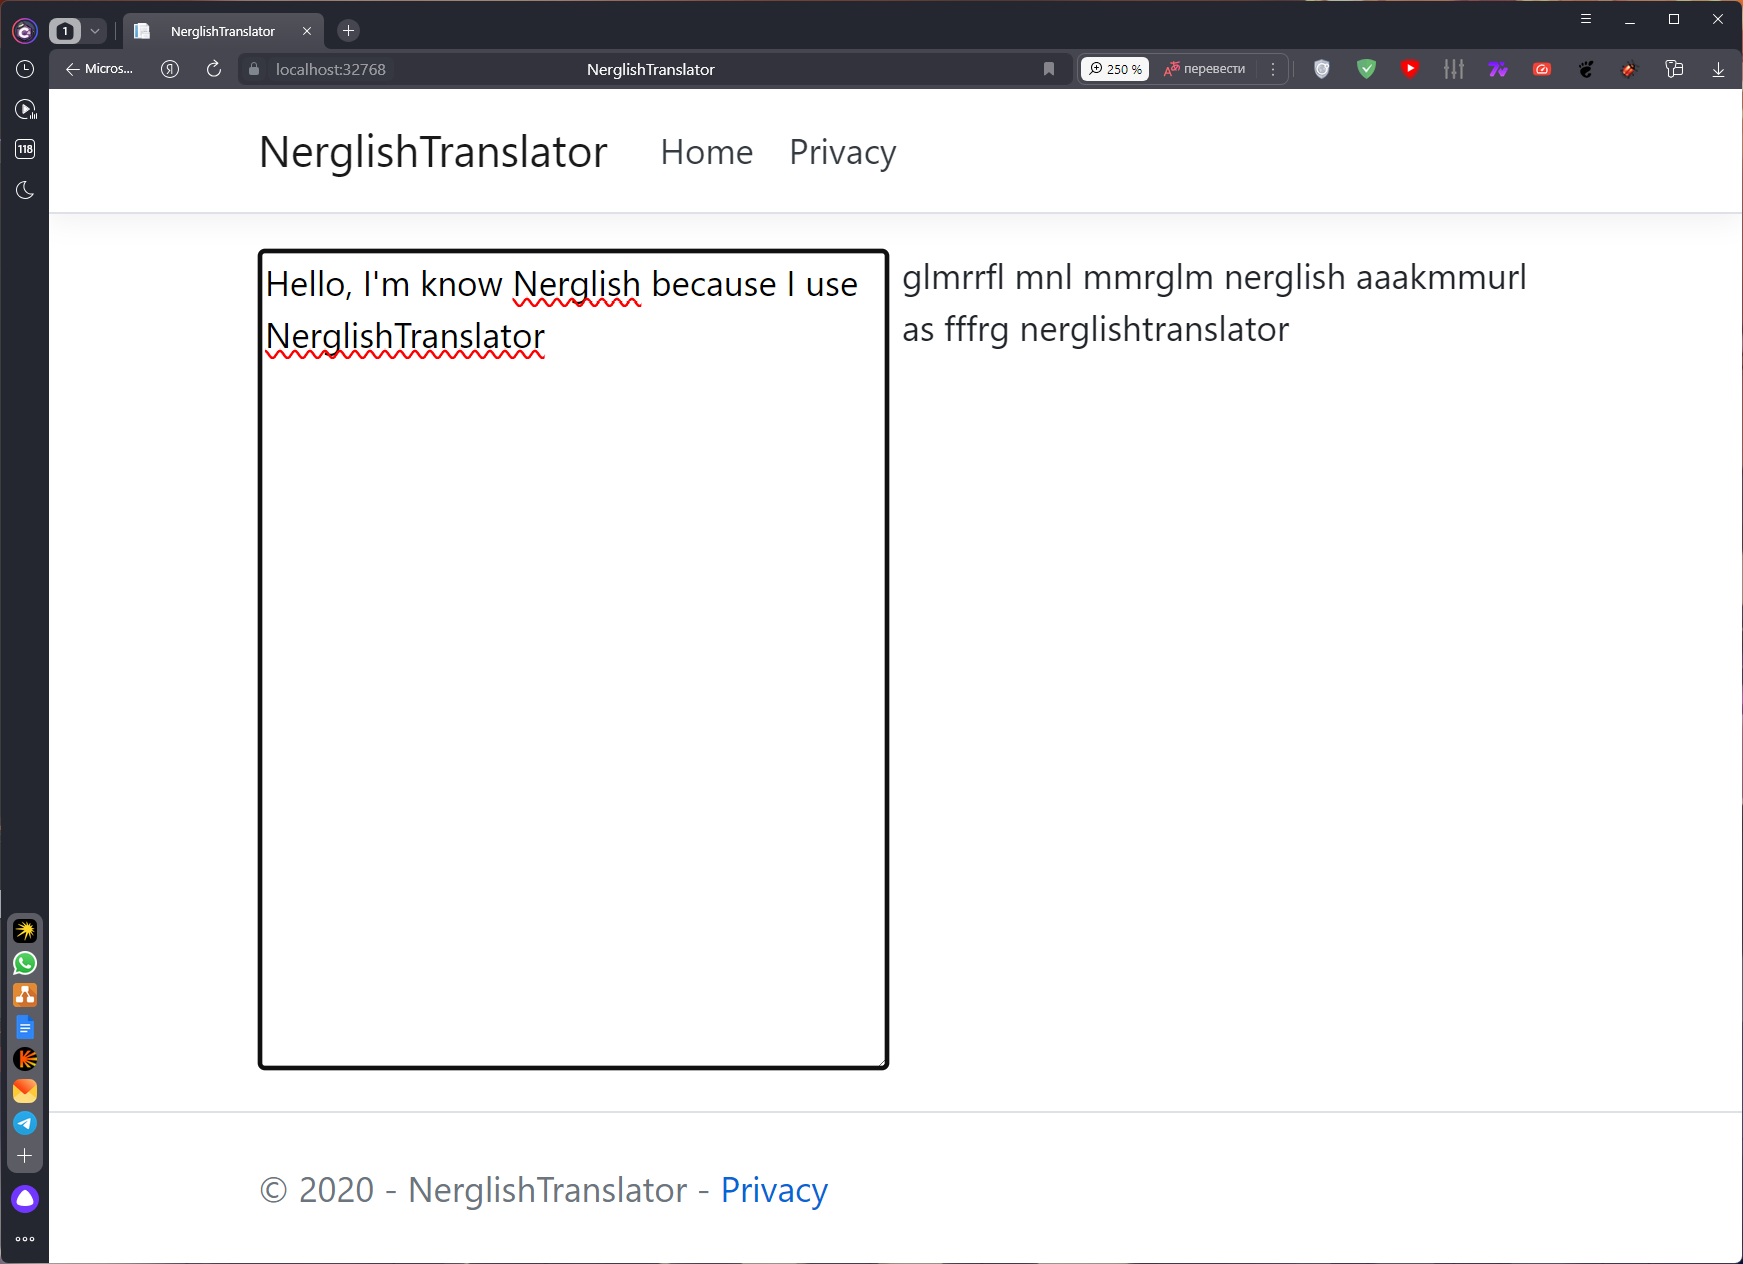 1
NerglishTranslator
Micros...
localhost:32768
NerglishTranslator
250 %
перевести
118
NerglishTranslator
Home
Privacy
Hello, I'm know Nerglish because I use
NerglishTranslator
glmrrfl mnl mmrglm nerglish aaakmmurl
as fffrg nerglishtranslator
© 2020 - NerglishTranslator - Privacy